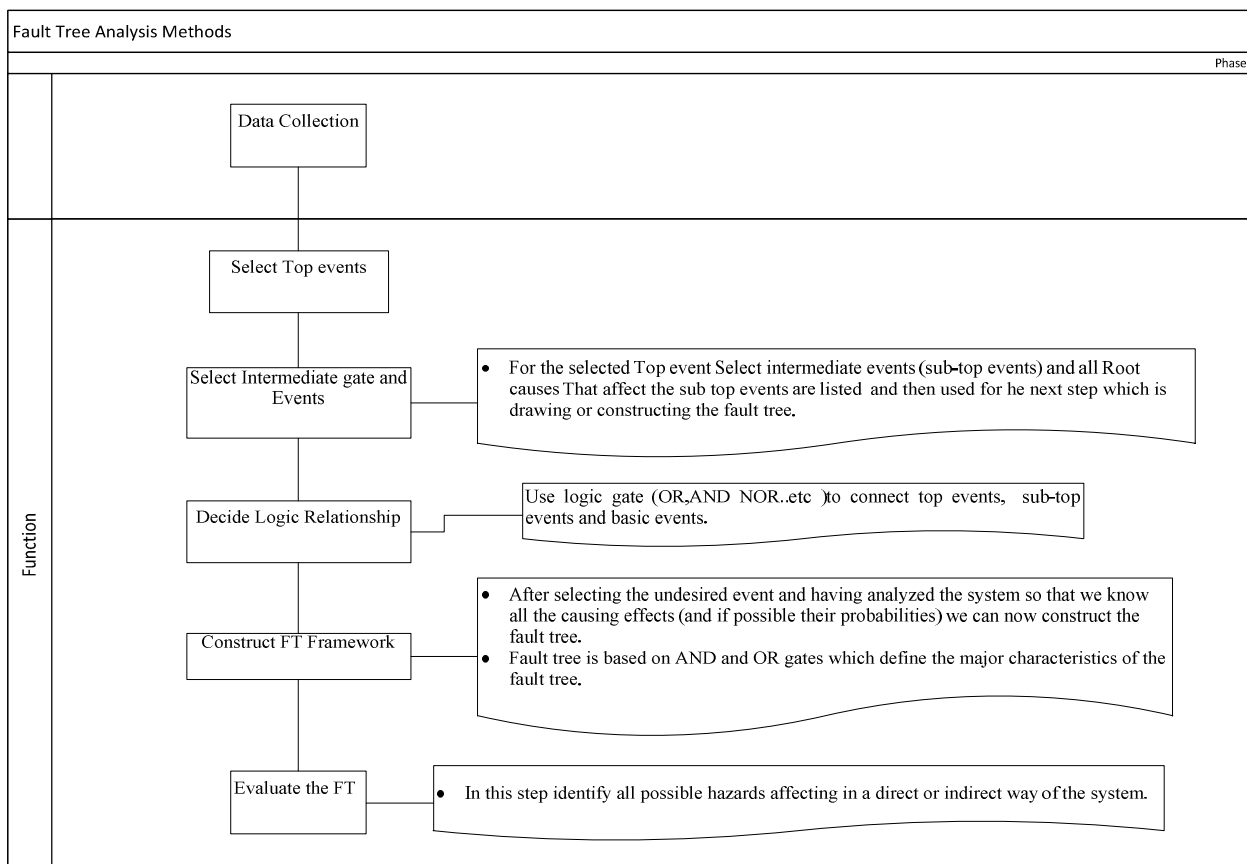 Fault Tree Analysis Methods
Phase
Data Collection
Function
Select Top events
Select Intermediate gate and
Events
• For the selected Top event Select intermediate events (sub-top events) and all Root
causes That affect the sub top events are listed and then used for he next step which is
drawing or constructing the fault tree.
Decide Logic Relationship
Use logic gate (OR,AND NOR..etc )to connect top events, sub-top
events and basic events.
Construct FT Framework
• After selecting the undesired event and having analyzed the system so that we know
all the causing effects (and if possible their probabilities) we can now construct the
fault tree.
• Fault tree is based on AND and OR gates which define the major characteristics of the
fault tree.
Evaluate the FT
• In this step identify all possible hazards affecting in a direct or indirect way of the system.